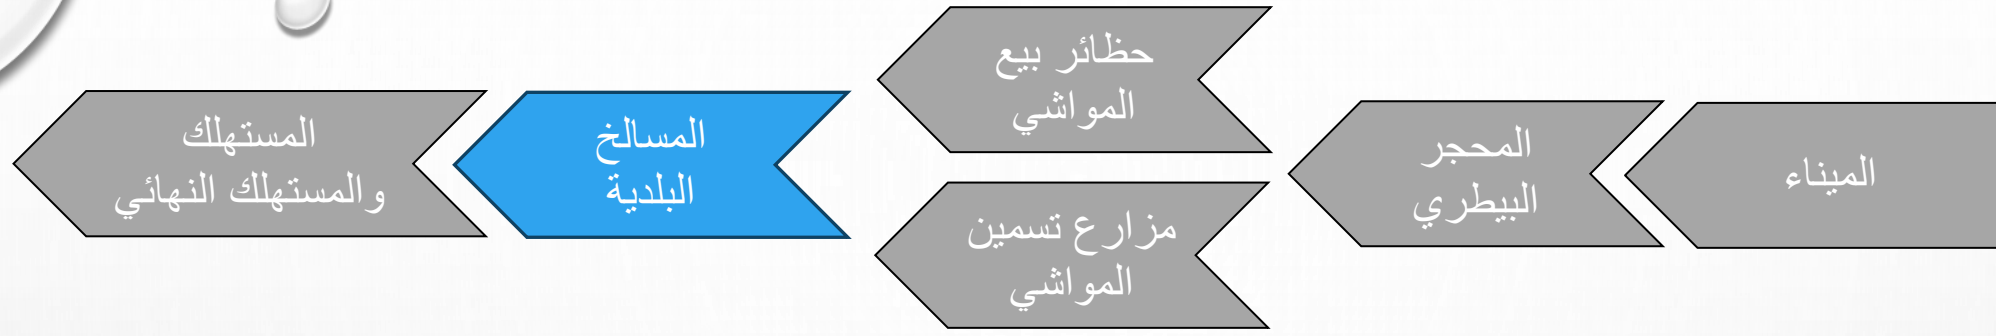 الميناء
المحجر
البيطري
حظائر بيع
المواشي
مزارع تسمين
المواشي
المسالخ
البلدية
المستهلك
والمستهلك النهائي